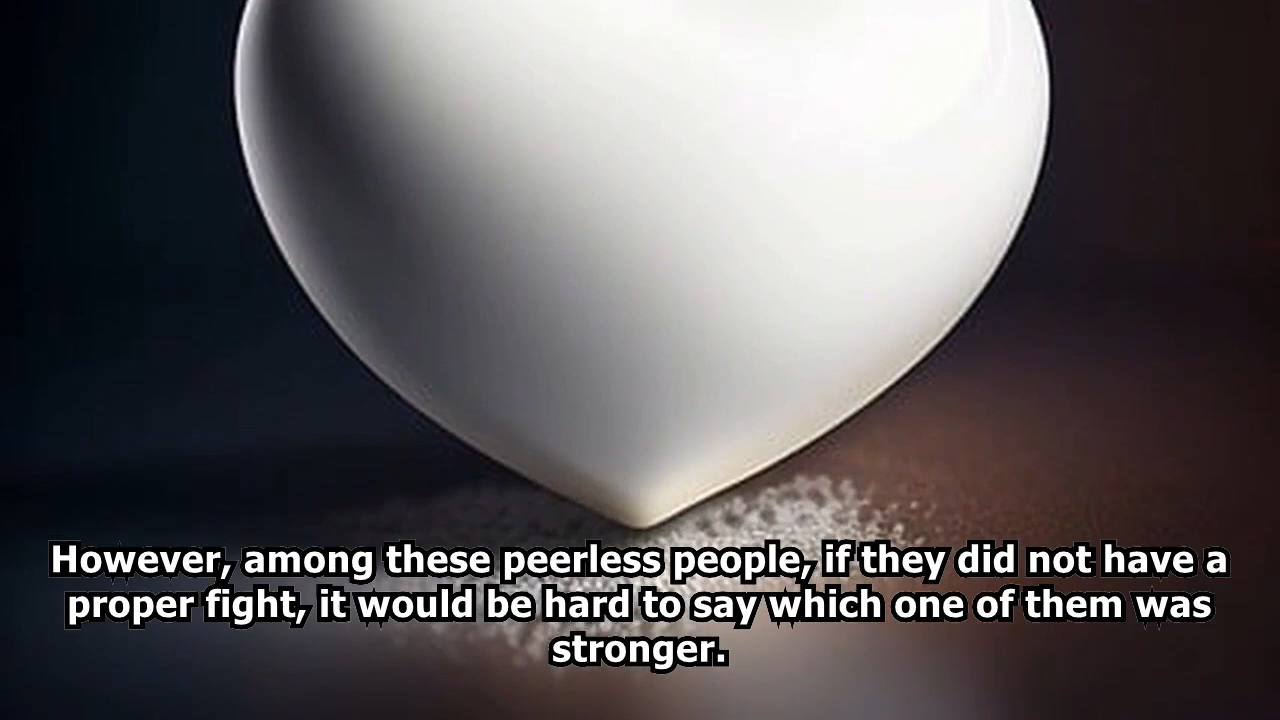 However, among these peerless people, if they did not have a
proper fight, it would be hard to say which one of them was
stronger.